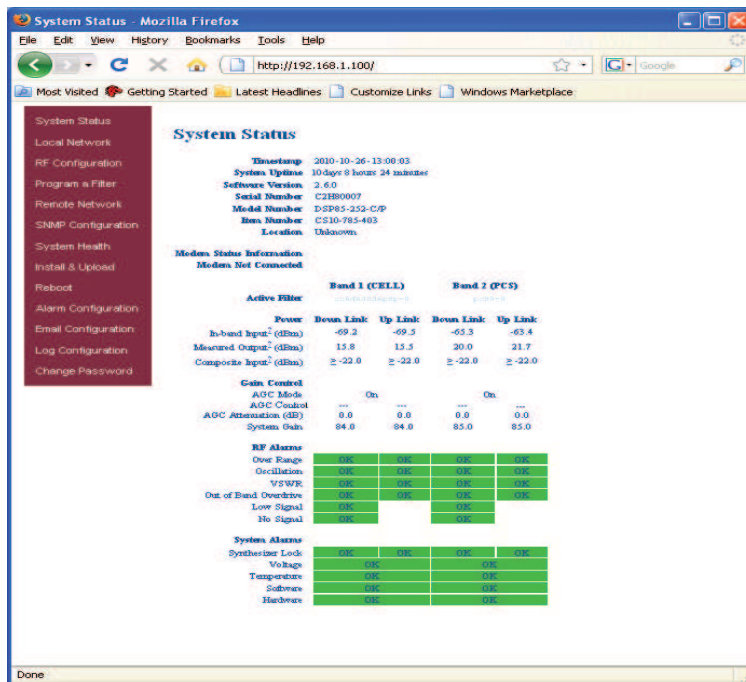 System Status - Mozilla Firefox
File Edit View History Bookmarks Tools Help
http://192.168.1.100/
G Google
Most Visited Getting Started Latest Headlines Customize Links Windows Marketplace
System Status
Local Network
RF Configuration
Program a Filter
Remote Network
SNMP Configuration
System Health
Install & Upload
Reboot
Alarm Configuration
Email Configuration
Log Configuration
Change Password
System Status
Timestamp 2010-10-26-13:00:03
System Uptime 10 days 8 hours 24 minutes
Software Version 2.6.0
Serial Number C2H80007
Model Number DSP85-252-C/P
Item Number CS10-785-403
Location Unknown
Modem Status Information
Modem Not Connected
Band 1 (CELL) Band 2 (PCS)
Active Filter
Power Down Link Up Link Down Link Up Link
In-band Input² (dBm) -69.2 -69.5 -65.3 -63.4
Measured Output² (dBm) 15.8 15.5 20.0 21.7
Composite Input² (dBm) ≥ -22.0 ≥ -22.0 ≥ -22.0 ≥ -22.0
Gain Control
AGC Mode On On
AGC Control --- --- --- ---
AGC Attenuation (dB) 0.0 0.0 0.0 0.0
System Gain 84.0 84.0 85.0 85.0
RF Alarms
Over Range OK OK OK OK
Oscillation OK OK OK OK
VSWR OK OK OK OK
Out of Band Overdrive OK OK OK OK
Low Signal OK OK
No Signal OK OK
System Alarms
Synthesizer Lock OK OK OK OK
Voltage OK OK
Temperature OK OK
Software OK OK
Hardware OK OK
Done